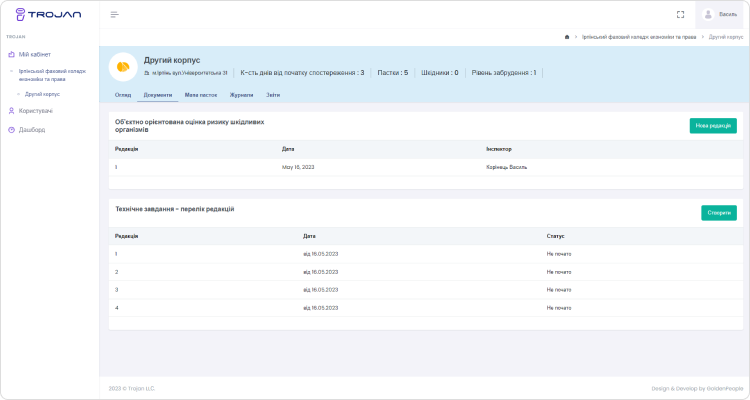 TROJAN
Василь
TROJAN
Мій кабінет
Ірпінський фаховий коледж
економіки та права
Другий корпус
Користувачі
Дашборд
Ірпінський фаховий коледж економіки та права > Другий корпус
Другий корпус
К-сть днів від початку спостереження : 3 Пастки : 5 Шкідники : 0 Рівень забруднення : 1
Огляд Документи Мапа пасток Журнали Звіти
Об'єктно орієнтована оцінка ризику шкідливих
організмів
Нова редакція
Редакція Дата Інспектор
1 May 16, 2023 Корінець Василь
Технічне завдання – перелік редакцій
Створити
Редакція Дата Статус
1 від 16.05.2023 Не почато
2 від 16.05.2023 Не почато
3 від 16.05.2023 Не почато
4 від 16.05.2023 Не почато
2023 © Trojan LLC. Design & Develop by GoldenPeople